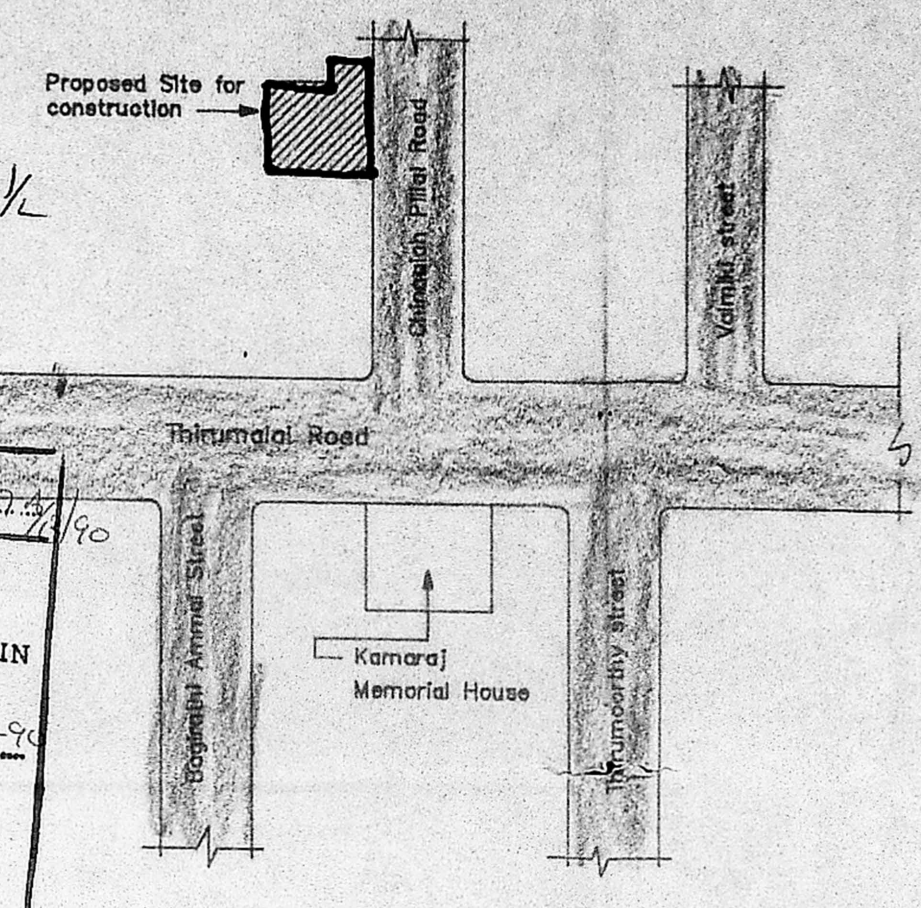 Proposed Site for
construction
Chinnaiah Pillai Road
Valmiki street
Thirumalai Road
/90
Bagirathi Ammal Street
Thirumoorthy street
IN
Kamaraj
Memorial House
-90